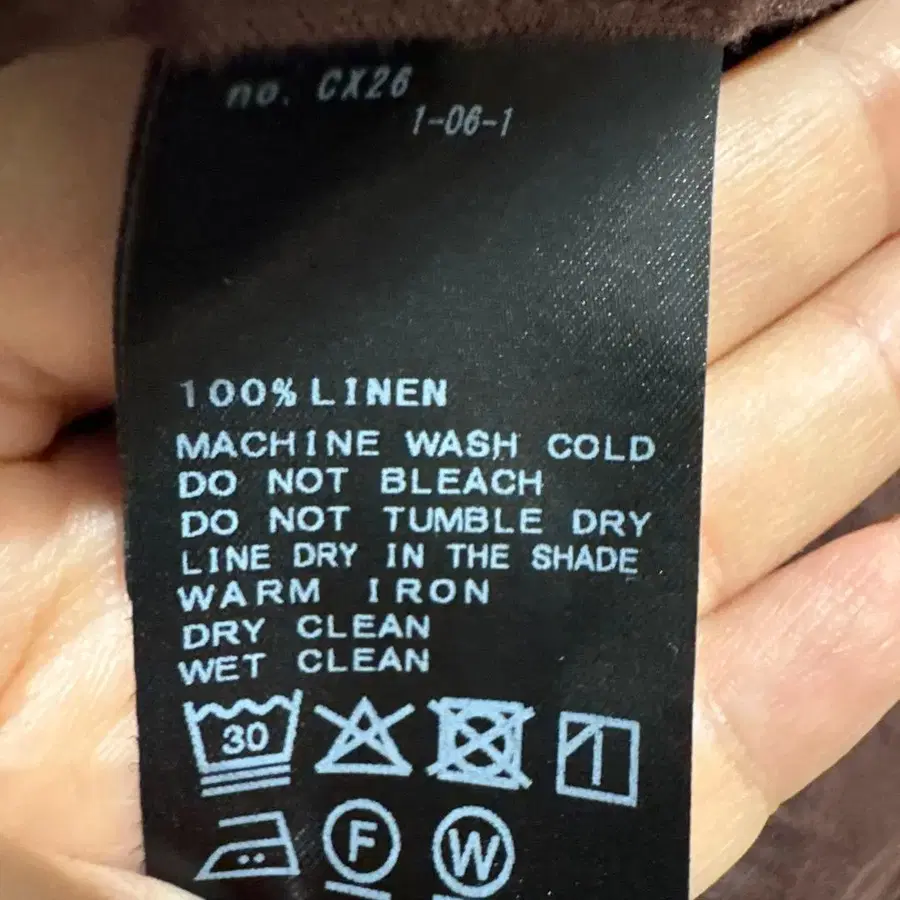 no. CX26
1-06-1
100% LINEN
MACHINE WASH COLD
DO NOT BLEACH
DO NOT TUMBLE DRY
LINE DRY IN THE SHADE
WARM IRON
DRY CLEAN
WET CLEAN
30
F
W